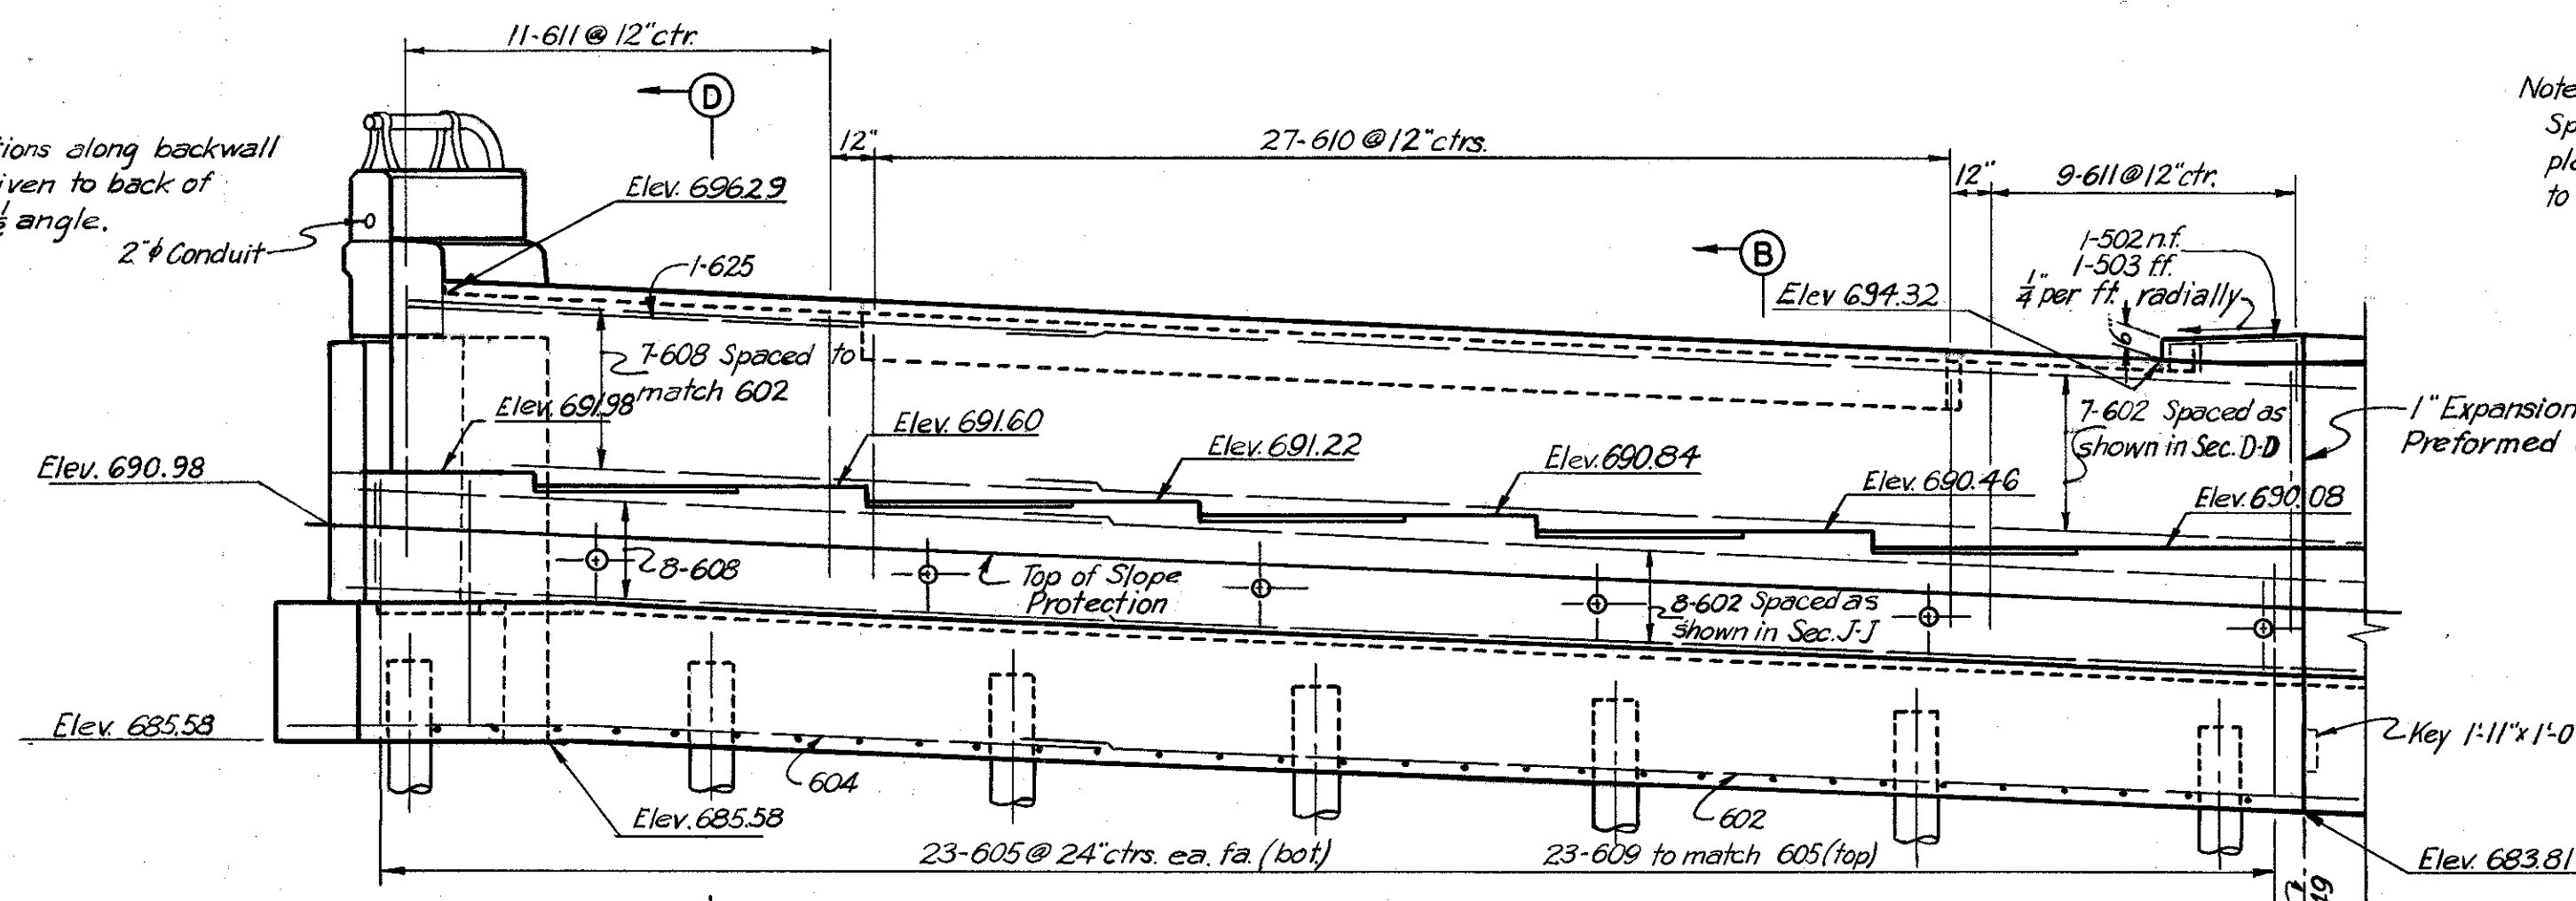 11-611 @ 12" ctr.
D
12"
27-610 @ 12" ctrs.
12"
9-611 @ 12" ctr.
Note
Sp
pla
to
tions along backwall
iven to back of
angle.
2" ϕ Conduit
Elev. 696.29
1-625
B
Elev 694.32
1-502 n.f.
1-503 f.f.
1/4" per ft. radially
6"
7-608 Spaced to
match 602
7-602 Spaced as
shown in Sec. D-D
1" Expansion
Preformed
Elev. 691.98
Elev. 691.60
Elev. 691.22
Elev. 690.84
Elev. 690.46
Elev. 690.08
Elev. 690.98
8-608
Top of Slope
Protection
8-602 Spaced as
shown in Sec. J-J
Elev. 685.58
604
Elev. 685.58
602
Key 1'-11" x 1'-0
23-605 @ 24" ctrs. ea. fa. (bot.)
23-609 to match 605 (top)
Elev. 683.81